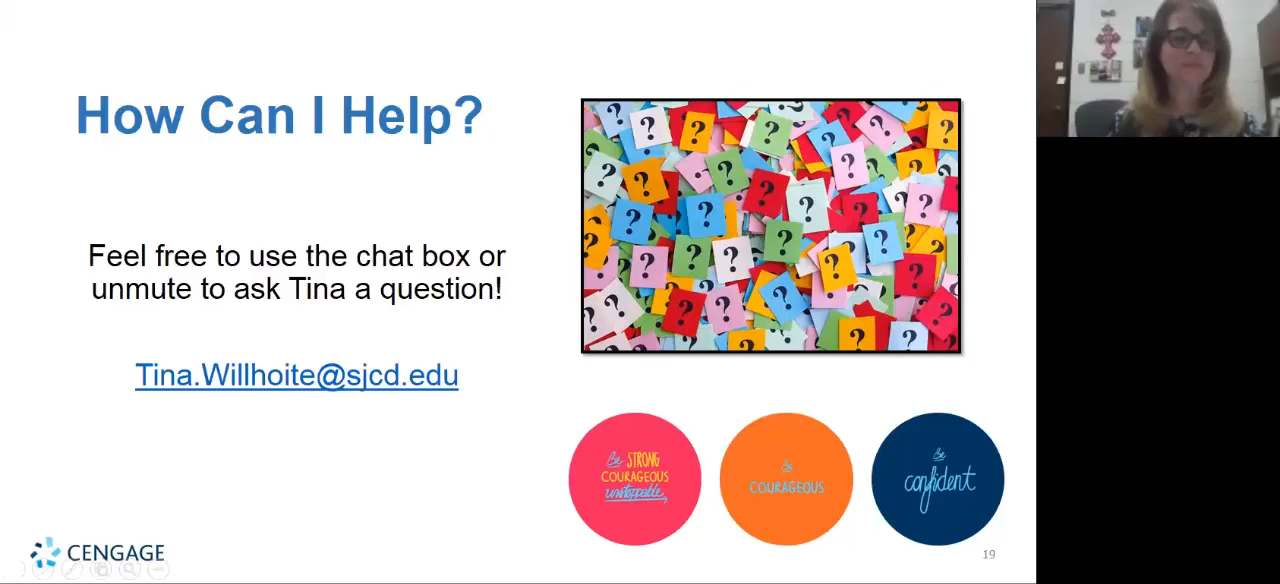 How Can I Help?
Feel free to use the chat box or
unmute to ask Tina a question!
Tina.Willhoite@sjcd.edu
Be STRONG
COURAGEOUS
unstoppable
Be
COURAGEOUS
Be
confident
CENGAGE
19